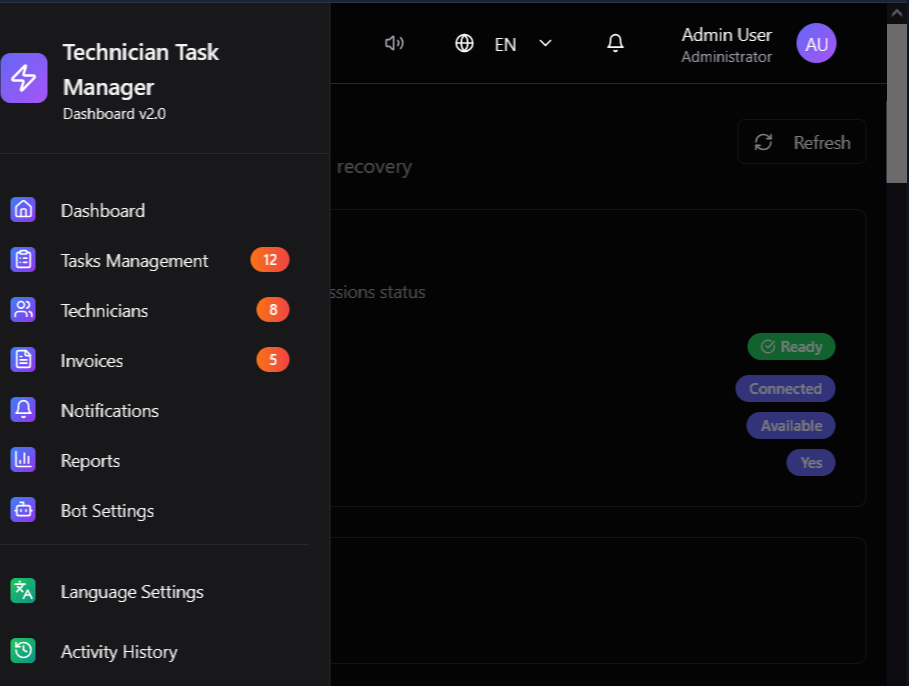 Technician Task
Manager
Dashboard v2.0
EN
Admin User
Administrator
AU
Dashboard
Tasks Management 12
Technicians 8
Invoices 5
Notifications
Reports
Bot Settings
Language Settings
Activity History
Refresh
recovery
ssions status
Ready
Connected
Available
Yes